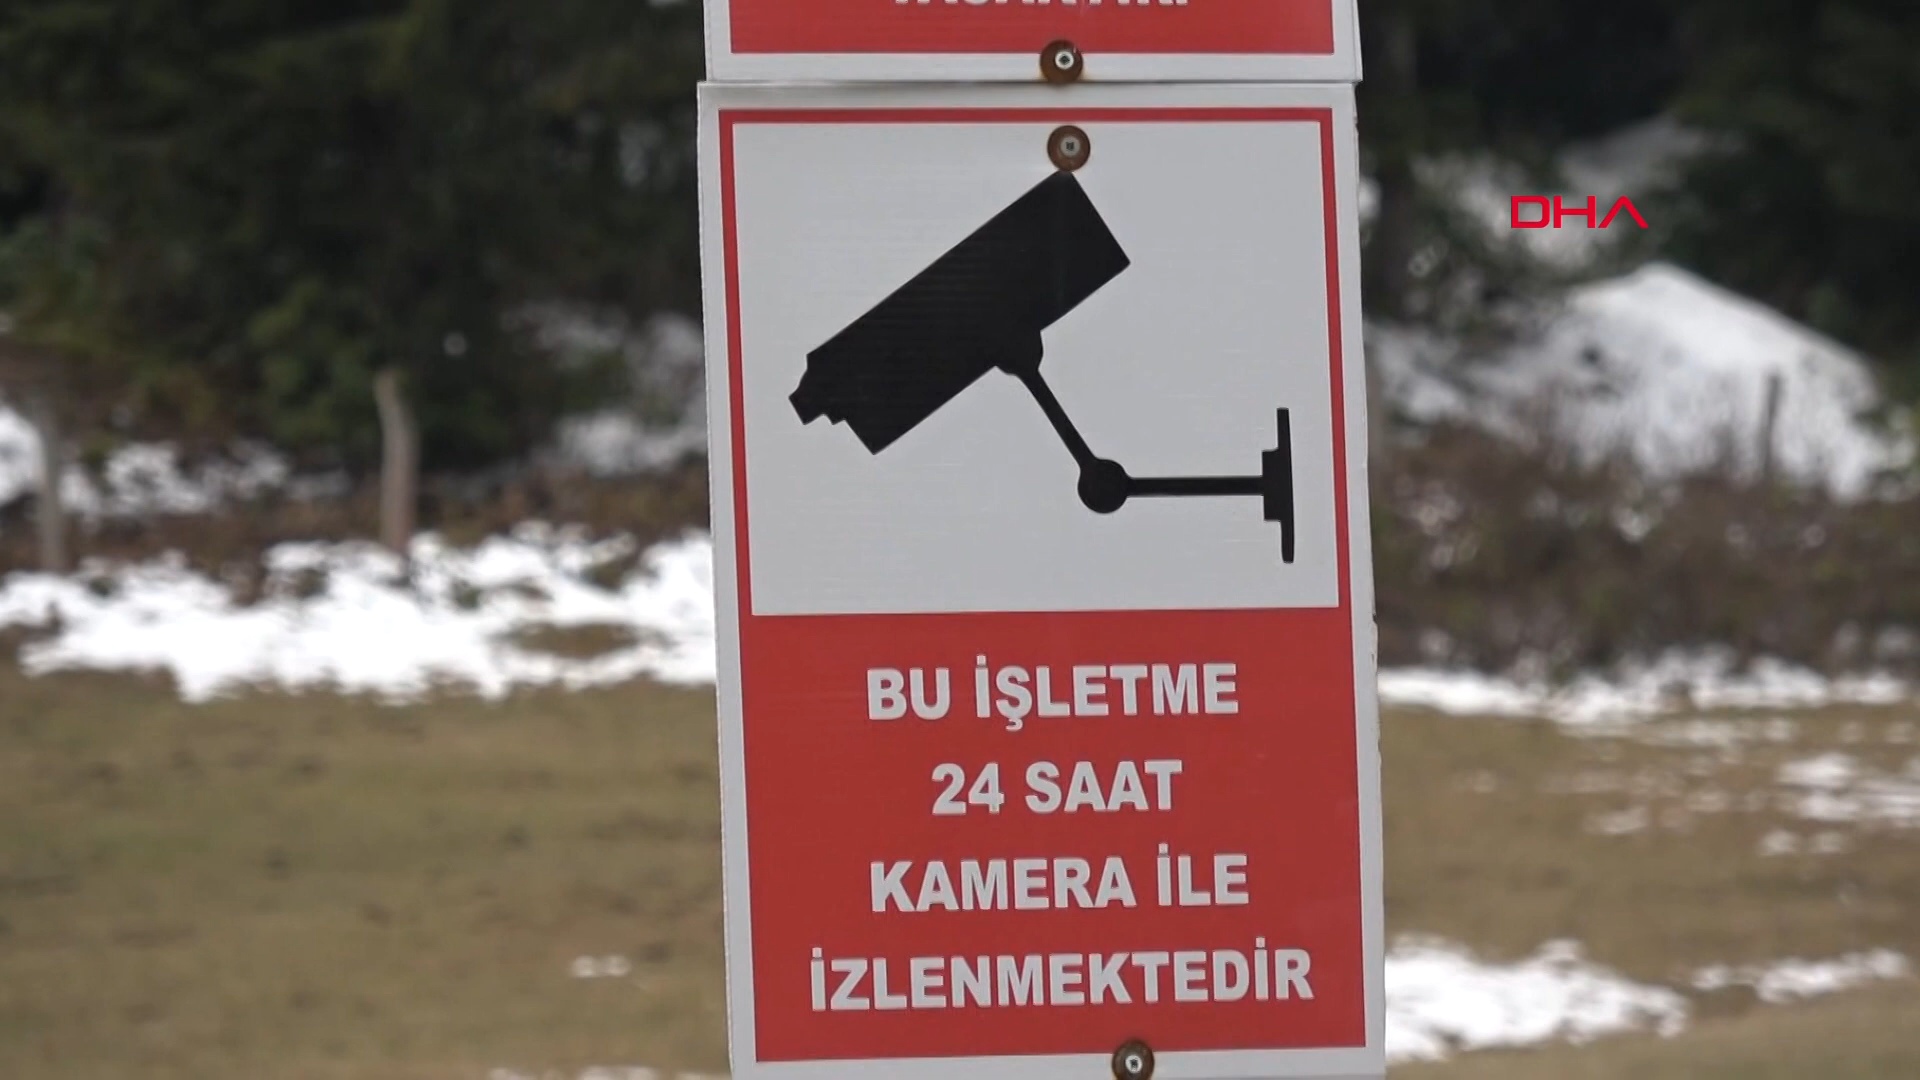 DHA
BU İŞLETME
24 SAAT
KAMERA İLE
İZLENMEKTEDİR